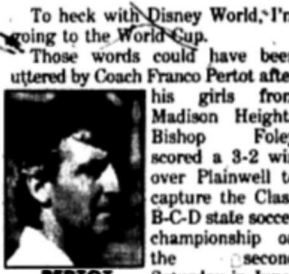 To heck with Disney World, I'm
going to the World Cup.
Those words could have been
uttered by Coach Franco Pertot after
his girls from
Madison Height
Bishop Foley
scored a 3-2 win
over Plainwell to
capture the Class
B-C-D state soccer
championship on
the second
PERTOT
Saturday in